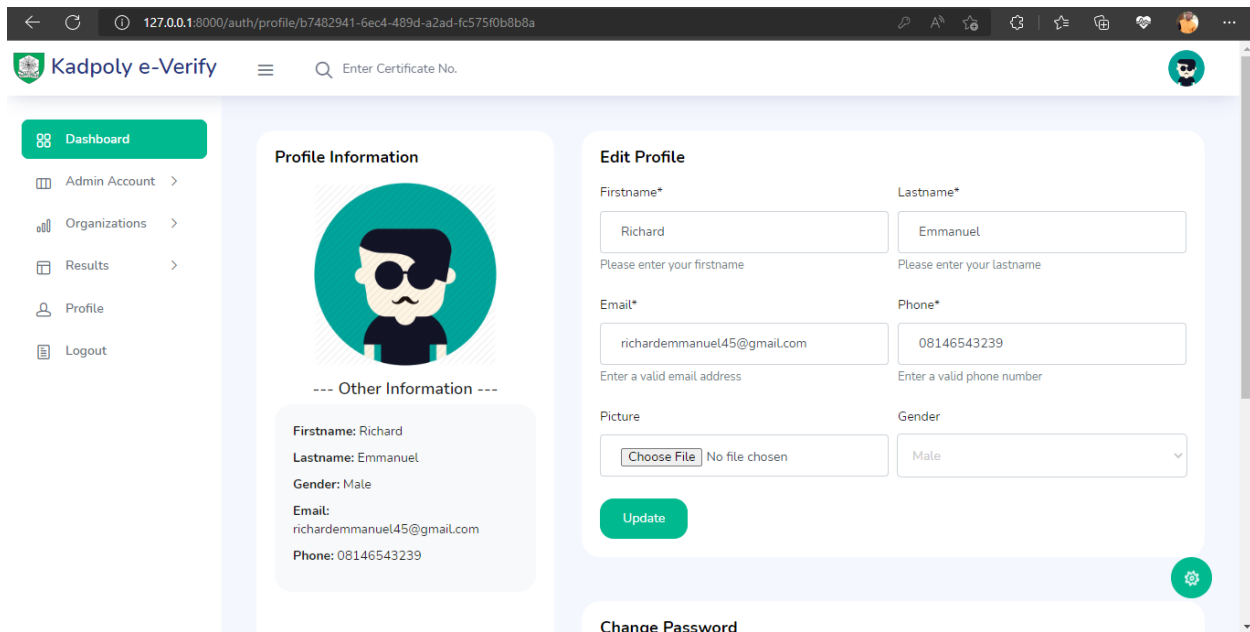 127.0.0.1:8000/auth/profile/b7482941-6ec4-489d-a2ad-fc575f0b8b8a
Kadpoly e-Verify
Enter Certificate No.
Dashboard
Admin Account
Organizations
Results
Profile
Logout
Profile Information
--- Other Information ---
Firstname: Richard
Lastname: Emmanuel
Gender: Male
Email:
richardemmanuel45@gmail.com
Phone: 08146543239
Edit Profile
Firstname*
Richard
Please enter your firstname
Lastname*
Emmanuel
Please enter your lastname
Email*
richardemmanuel45@gmail.com
Enter a valid email address
Phone*
08146543239
Enter a valid phone number
Picture
Choose File No file chosen
Gender
Male
Update
Change Password